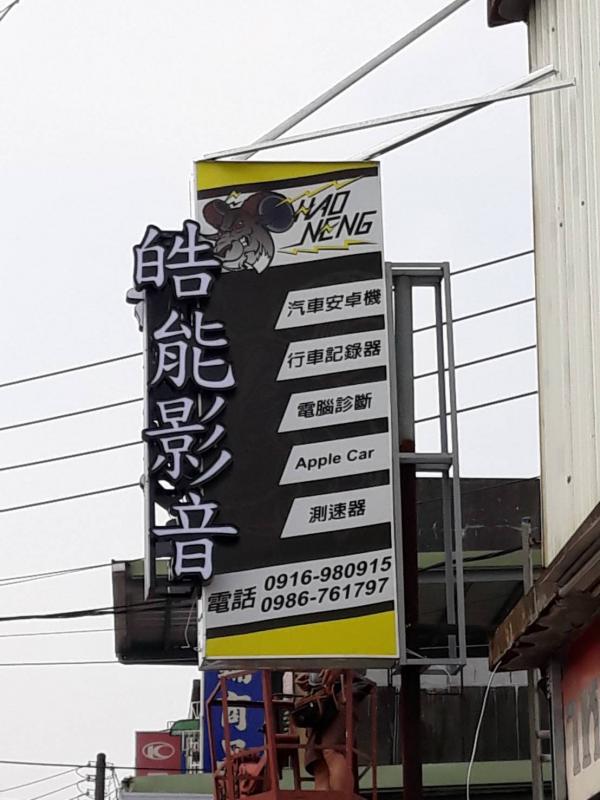 HAO
NENG
皓能影音
汽車安卓機
行車記錄器
電腦診斷
Apple Car
測速器
電話 0916-980915
0986-761797